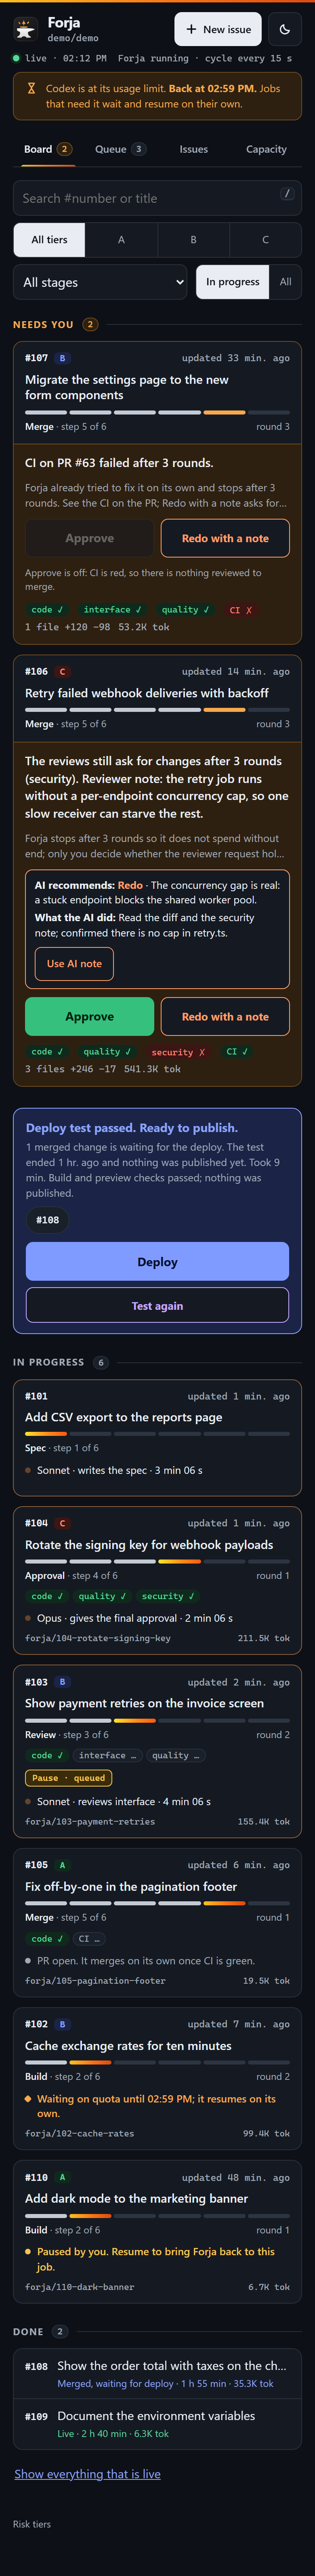 Forja
demo/demo
+ New issue
live · 02:12 PM Forja running · cycle every 15 s
Codex is at its usage limit. Back at 02:59 PM. Jobs
that need it wait and resume on their own.
Board 2 Queue 3 Issues Capacity
Search #number or title /
All tiers A B C
All stages In progress All
NEEDS YOU 2
#107 B updated 33 min. ago
Migrate the settings page to the new
form components
Merge · step 5 of 6 round 3
CI on PR #63 failed after 3 rounds.
Forja already tried to fix it on its own and stops after 3
rounds. See the CI on the PR; Redo with a note asks for...
Approve Redo with a note
Approve is off: CI is red, so there is nothing reviewed to
merge.
code ✓ interface ✓ quality ✓ CI ✗
1 file +120 −98 53.2K tok
#106 C updated 14 min. ago
Retry failed webhook deliveries with backoff
Merge · step 5 of 6 round 3
The reviews still ask for changes after 3 rounds
(security). Reviewer note: the retry job runs
without a per-endpoint concurrency cap, so one
slow receiver can starve the rest.
Forja stops after 3 rounds so it does not spend without
end; only you decide whether the reviewer request hol...
AI recommends: Redo · The concurrency gap is real:
a stuck endpoint blocks the shared worker pool.
What the AI did: Read the diff and the security
note; confirmed there is no cap in retry.ts.
Use AI note
Approve Redo with a note
code ✓ quality ✓ security ✗ CI ✓
3 files +246 −17 541.3K tok
Deploy test passed. Ready to publish.
1 merged change is waiting for the deploy. The test
ended 1 hr. ago and nothing was published yet. Took 9
min. Build and preview checks passed; nothing was
published.
#108
Deploy
Test again
IN PROGRESS 6
#101 updated 1 min. ago
Add CSV export to the reports page
Spec · step 1 of 6
Sonnet · writes the spec · 3 min 06 s
#104 C updated 1 min. ago
Rotate the signing key for webhook payloads
Approval · step 4 of 6 round 1
code ✓ quality ✓ security ✓
Opus · gives the final approval · 2 min 06 s
forja/104-rotate-signing-key 211.5K tok
#103 B updated 2 min. ago
Show payment retries on the invoice screen
Review · step 3 of 6 round 2
code ✓ interface … quality …
Pause · queued
Sonnet · reviews interface · 4 min 06 s
forja/103-payment-retries 155.4K tok
#105 A updated 6 min. ago
Fix off-by-one in the pagination footer
Merge · step 5 of 6 round 1
code ✓ CI …
PR open. It merges on its own once CI is green.
forja/105-pagination-footer 19.5K tok
#102 B updated 7 min. ago
Cache exchange rates for ten minutes
Build · step 2 of 6 round 2
Waiting on quota until 02:59 PM; it resumes on its
own.
forja/102-cache-rates 99.4K tok
#110 A updated 48 min. ago
Add dark mode to the marketing banner
Build · step 2 of 6 round 1
Paused by you. Resume to bring Forja back to this
job.
forja/110-dark-banner 6.7K tok
DONE 2
#108 Show the order total with taxes on the ch...
Merged, waiting for deploy · 1 h 55 min · 35.3K tok
#109 Document the environment variables
Live · 2 h 40 min · 6.3K tok
Show everything that is live
Risk tiers